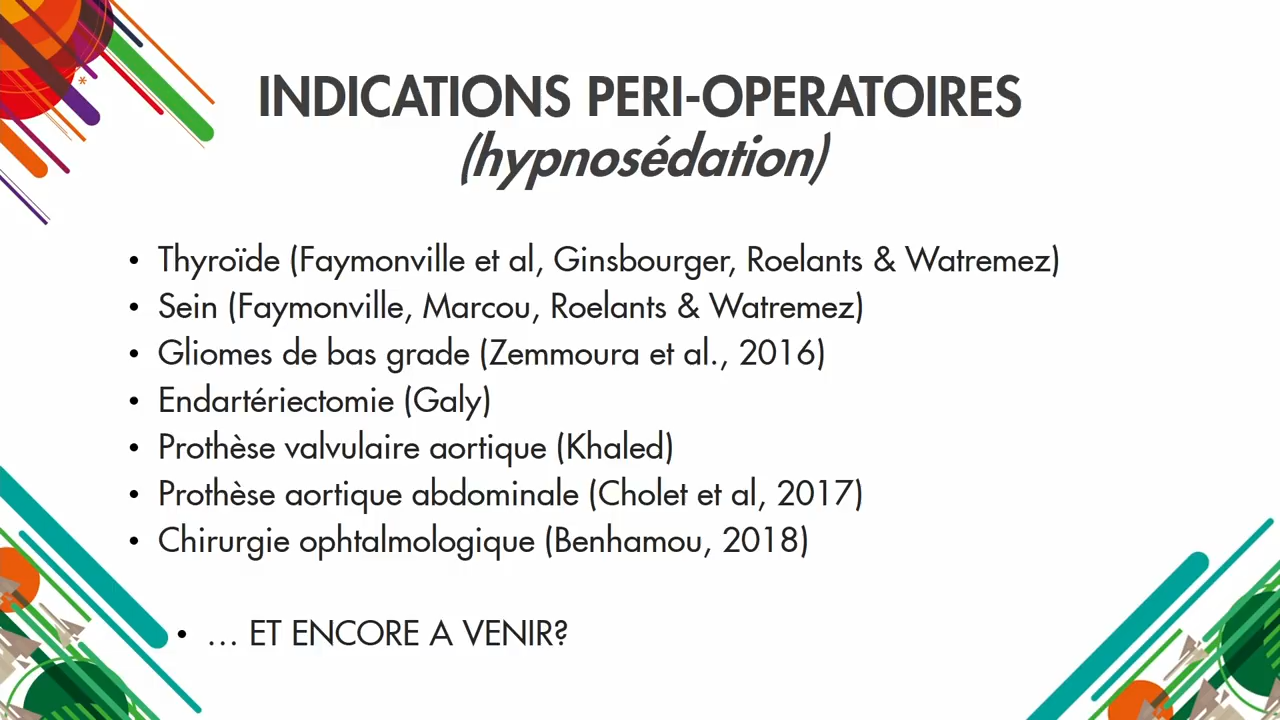 INDICATIONS PERI-OPERATOIRES
(hypnosédation)
• Thyroïde (Faymonville et al, Ginsbourger, Roelants & Watremez)
• Sein (Faymonville, Marcou, Roelants & Watremez)
• Gliomes de bas grade (Zemmoura et al., 2016)
• Endartériectomie (Galy)
• Prothèse valvulaire aortique (Khaled)
• Prothèse aortique abdominale (Cholet et al, 2017)
• Chirurgie ophtalmologique (Benhamou, 2018)
• … ET ENCORE A VENIR?